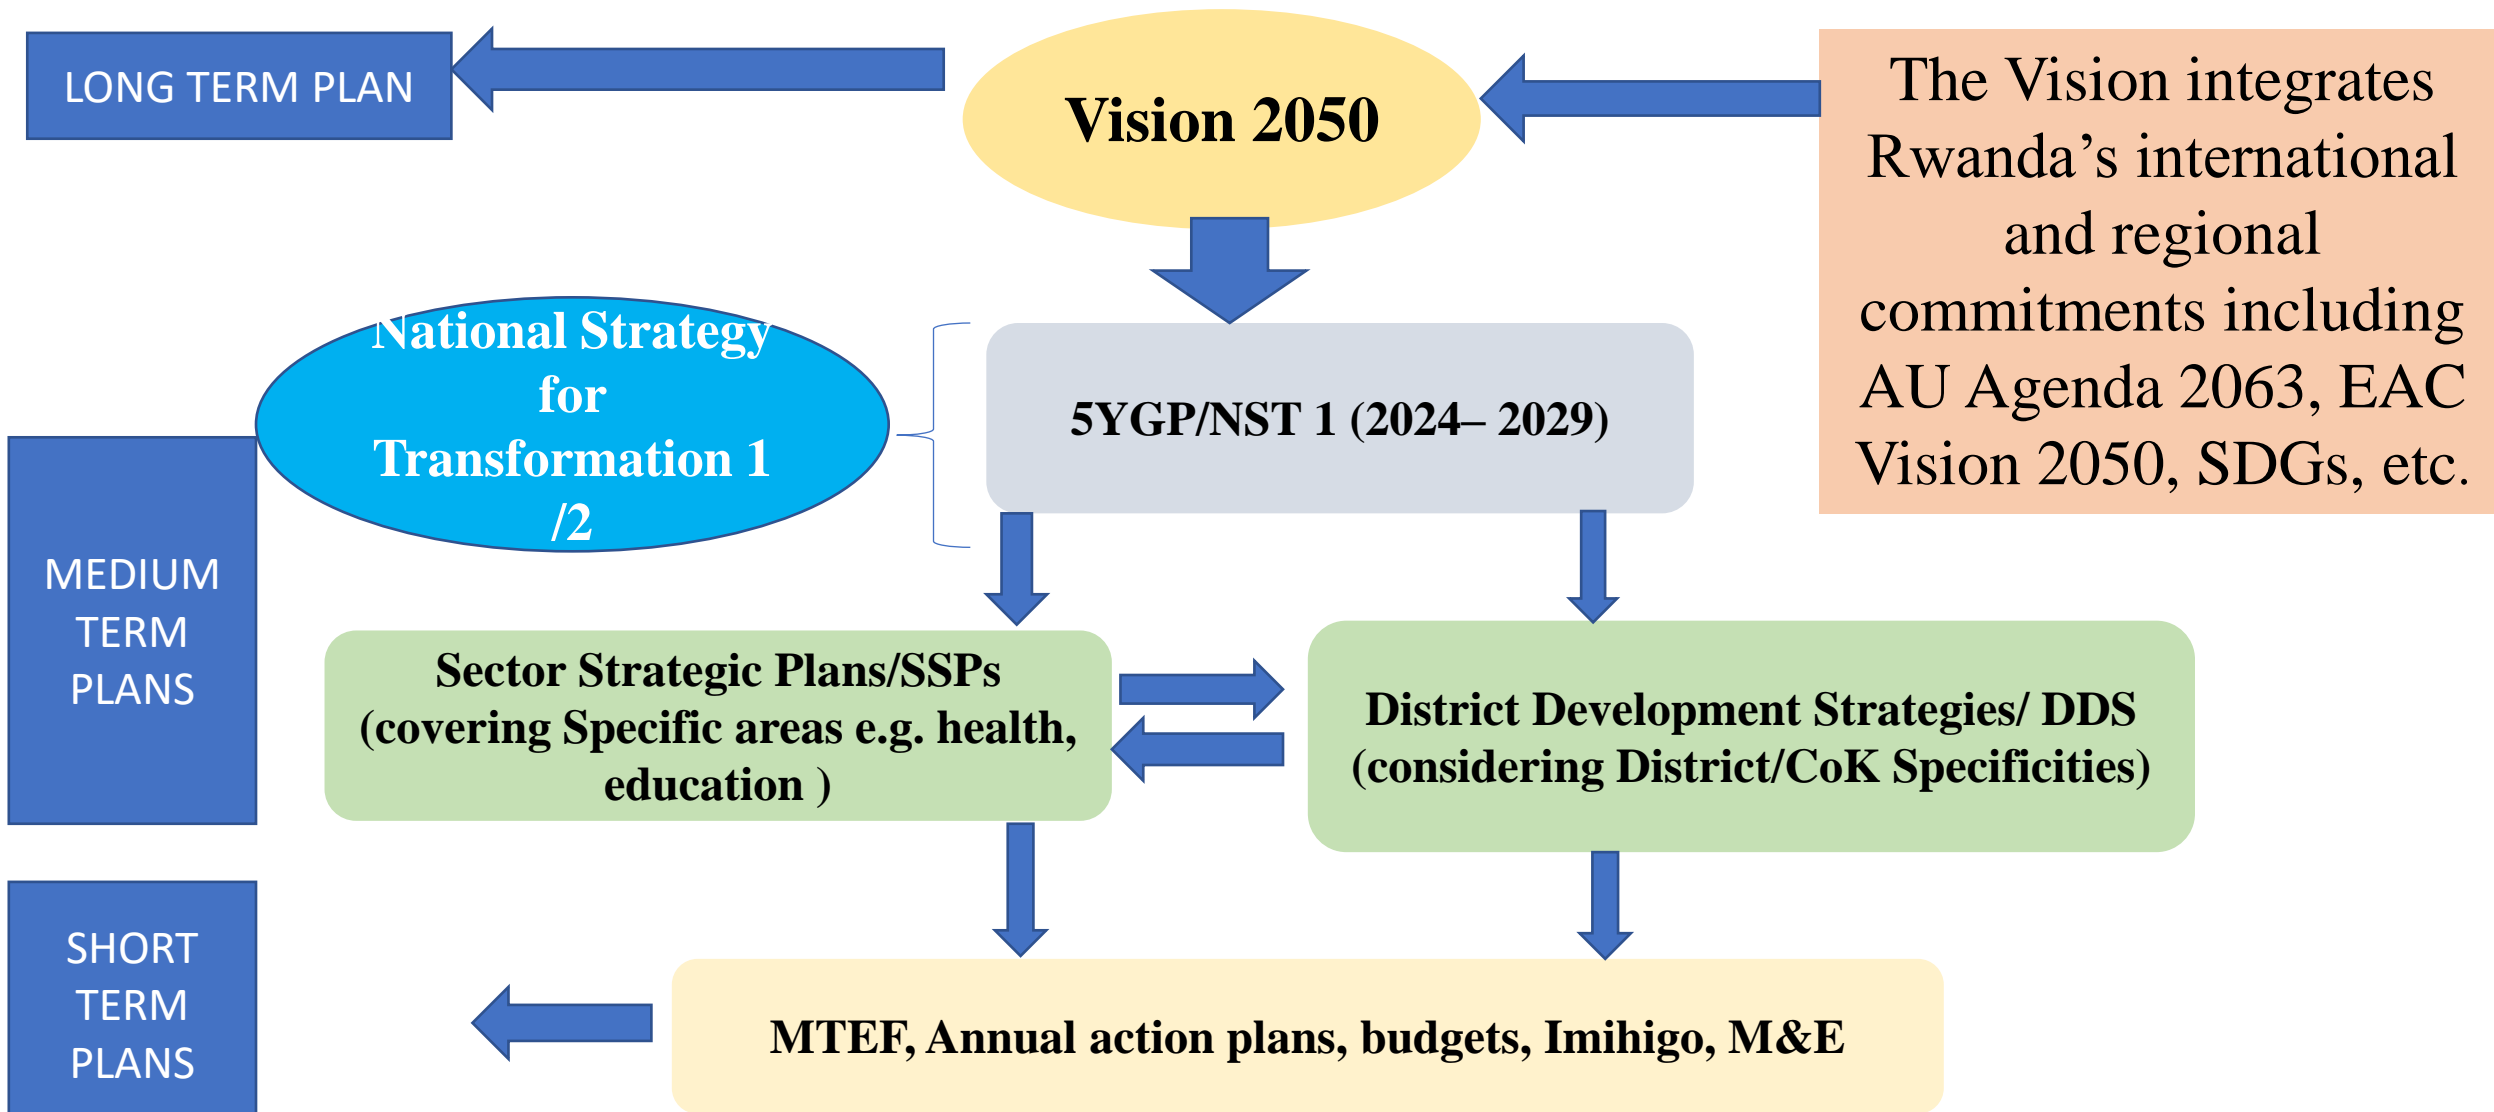 LONG TERM PLAN
Vision 2050
The Vision integrates
Rwanda’s international
and regional
commitments including
AU Agenda 2063, EAC
Vision 2050, SDGs, etc.
National Strategy
for
Transformation 1
/2
5YGP/NST 1 (2024– 2029)
MEDIUM
TERM
PLANS
Sector Strategic Plans/SSPs
(covering Specific areas e.g. health,
education )
District Development Strategies/ DDS
(considering District/CoK Specificities)
SHORT
TERM
PLANS
MTEF, Annual action plans, budgets, Imihigo, M&E